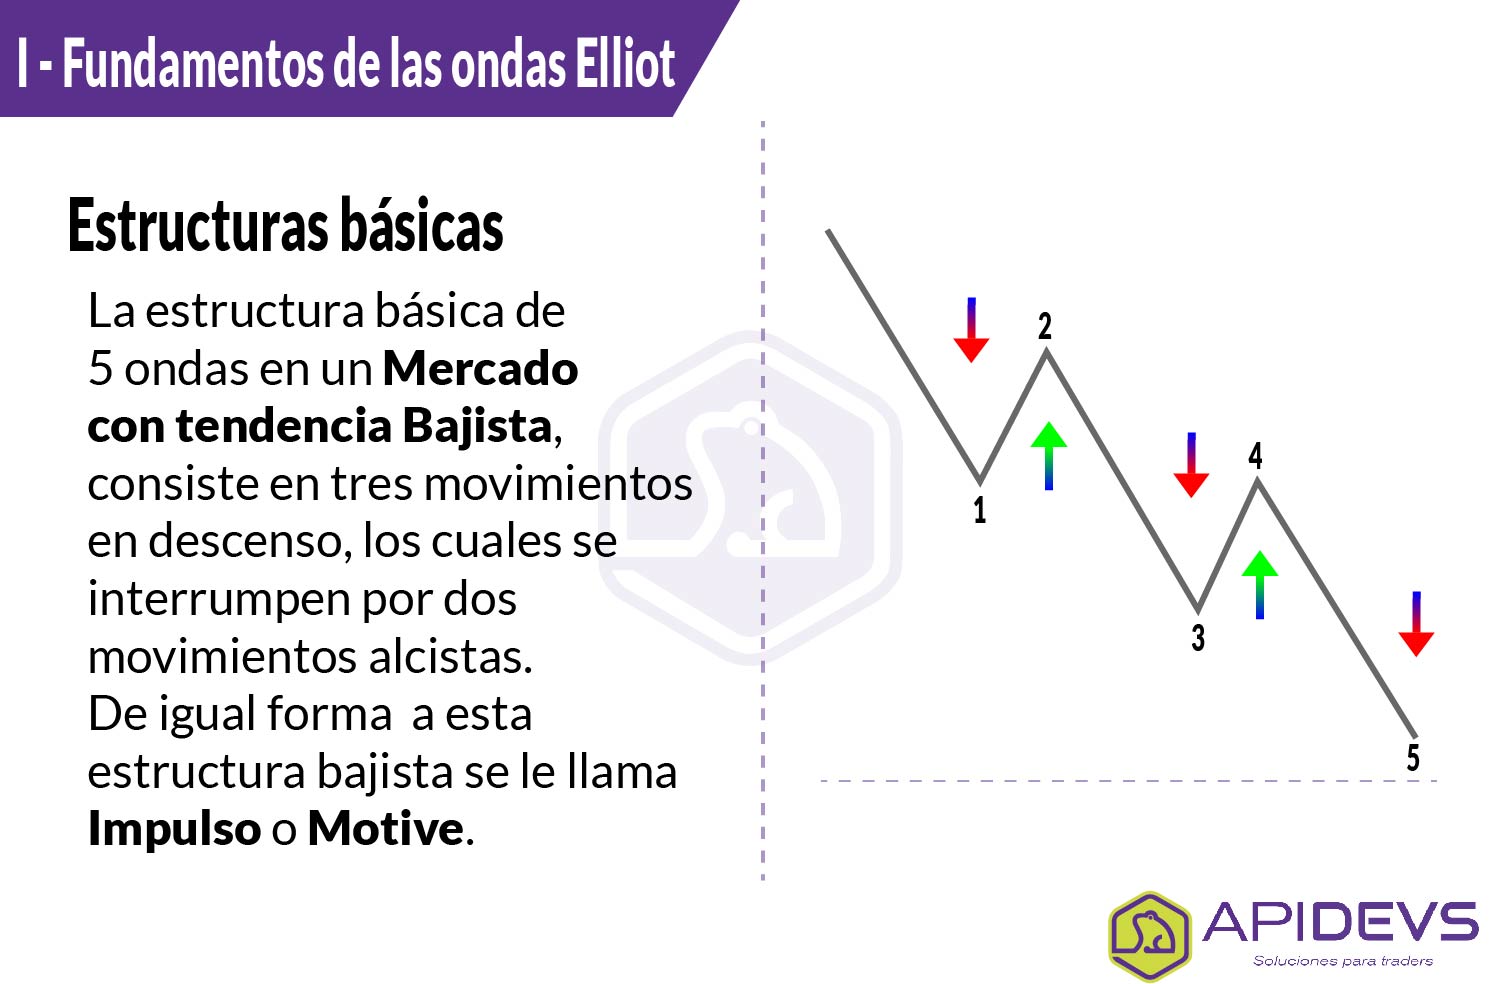 I - Fundamentos de las ondas Elliot
Estructuras básicas
La estructura básica de
5 ondas en un Mercado
con tendencia Bajista,
consiste en tres movimientos
en descenso, los cuales se
interrumpen por dos
movimientos alcistas.
De igual forma  a esta
estructura bajista se le llama
Impulso o Motive.
2
1
4
3
5
APIDEVS
Soluciones para traders